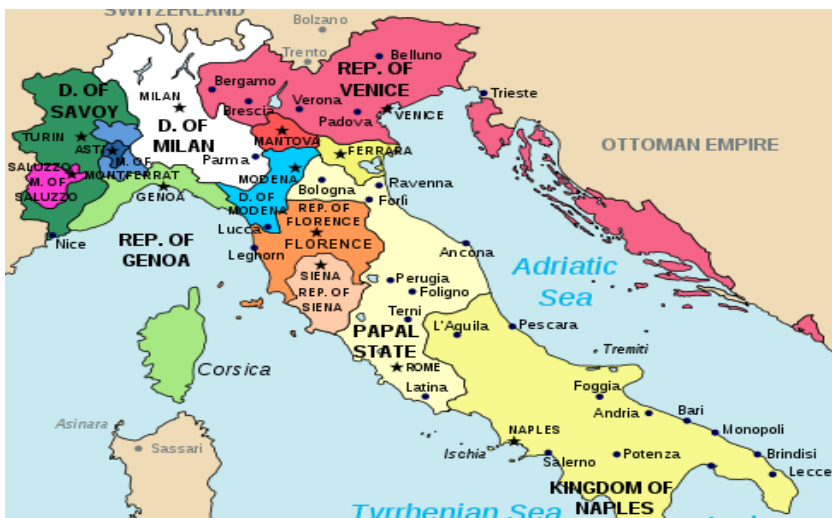 SWITZERLAND
Bolzano
Trento
Belluno
REP. OF
VENICE
Bergamo
D. OF
SAVOY
MILAN
Brescia
Verona
Padova
VENICE
Trieste
TURIN
D. OF
MILAN
MANTOVA
OTTOMAN EMPIRE
ASTI
M. OF
MONTFERRAT
Parma
FERRARA
SALUZZO
M. OF
SALUZZO
MODENA
Bologna
Ravenna
GENOA
D. OF
MODENA
Forlì
REP. OF
FLORENCE
FLORENCE
Lucca
Nice
REP. OF
GENOA
Leghorn
Ancona
SIENA
REP. OF
SIENA
Perugia
Foligno
Adriatic
Sea
Terni
PAPAL
STATE
L'Aquila
Pescara
Tremiti
Corsica
ROME
Latina
Foggia
Andria
Bari
Asinara
Sassari
Monopoli
NAPLES
Ischia
Salerno
Potenza
Brindisi
Lecce
KINGDOM OF
NAPLES
Tyrrhenian Sea